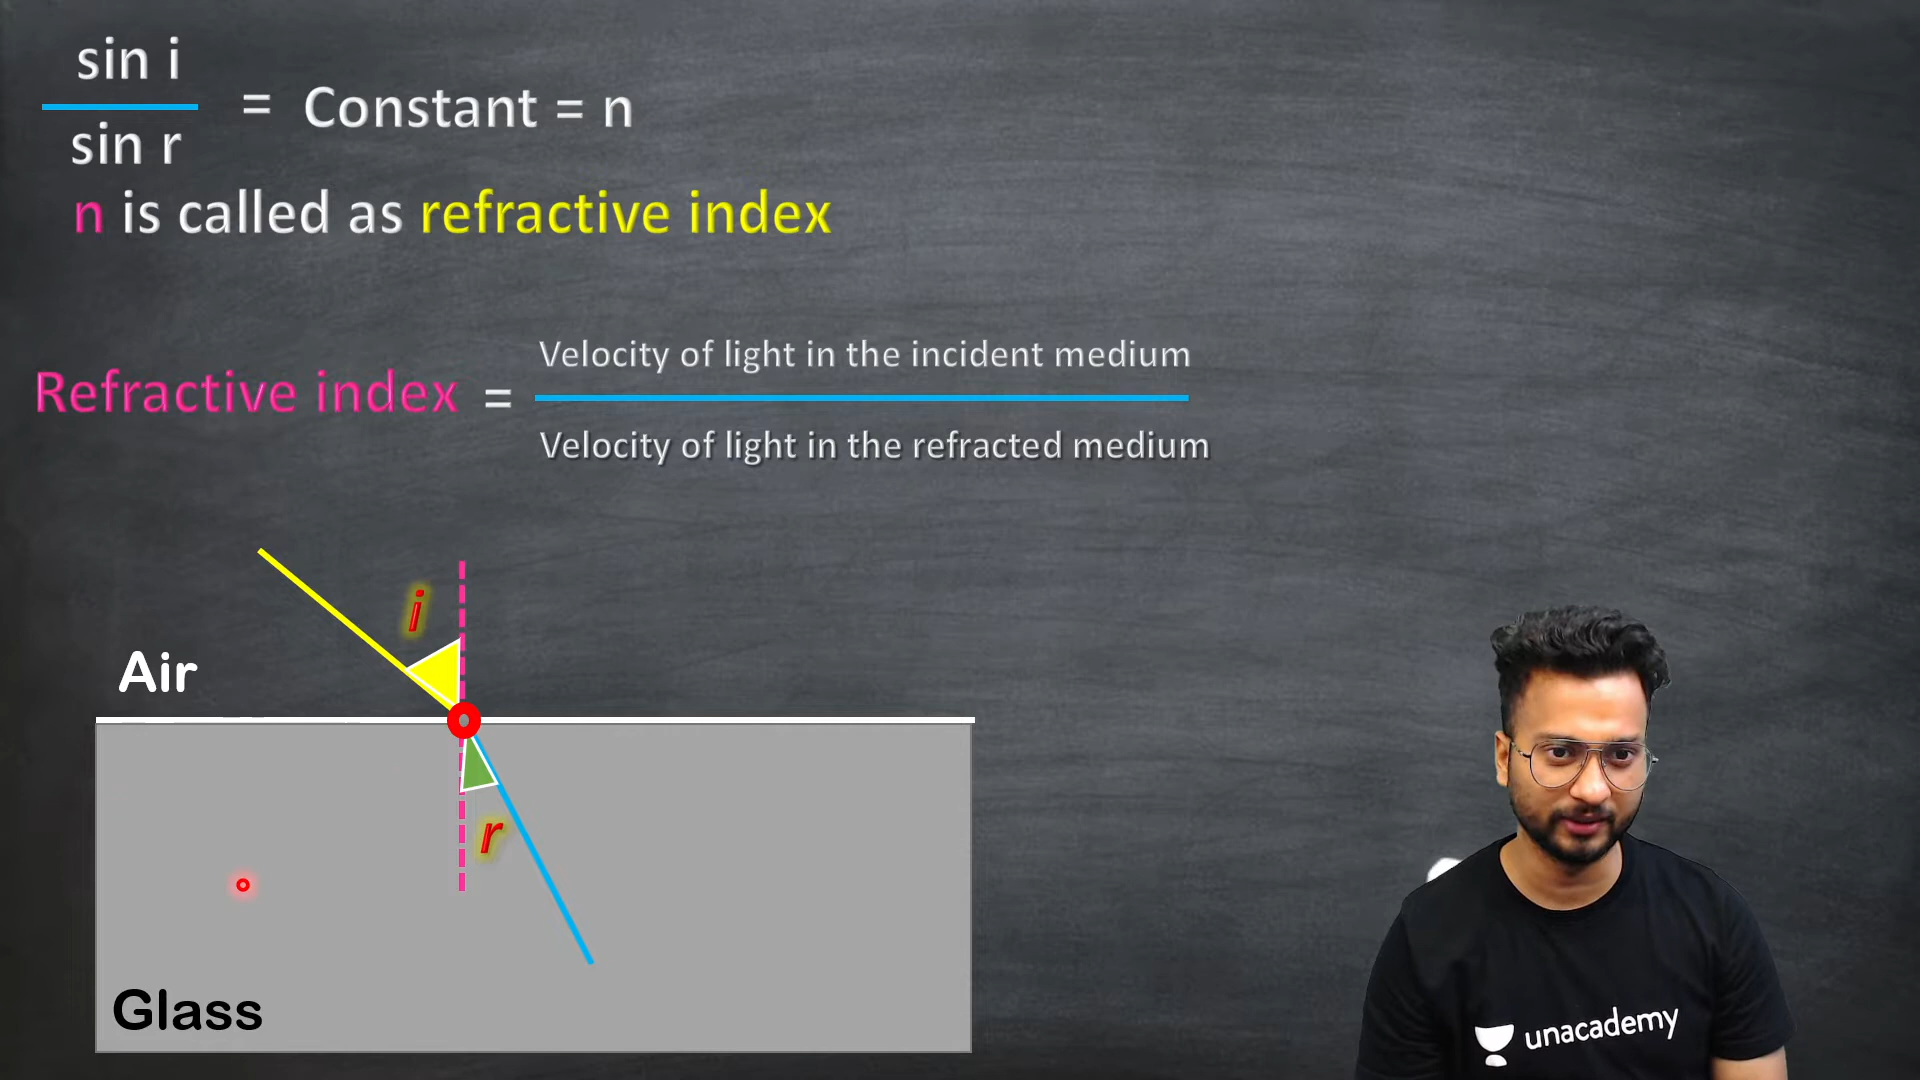 sin i
sin r
= Constant = n
n is called as refractive index
Refractive index =
Velocity of light in the incident medium
Velocity of light in the refracted medium
i
Air
r
Glass
unacademy